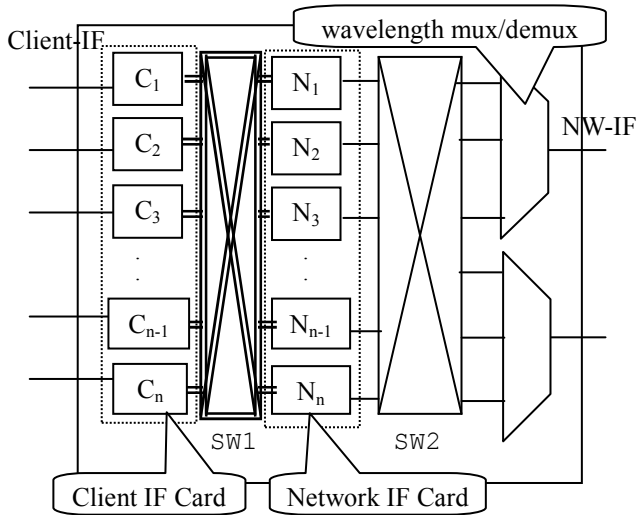 wavelength mux/demux
Client-IF
C1 N1
NW-IF
C2 N2
C3 N3
Cn-1 Nn-1
Cn Nn
SW1 SW2
Client IF Card Network IF Card